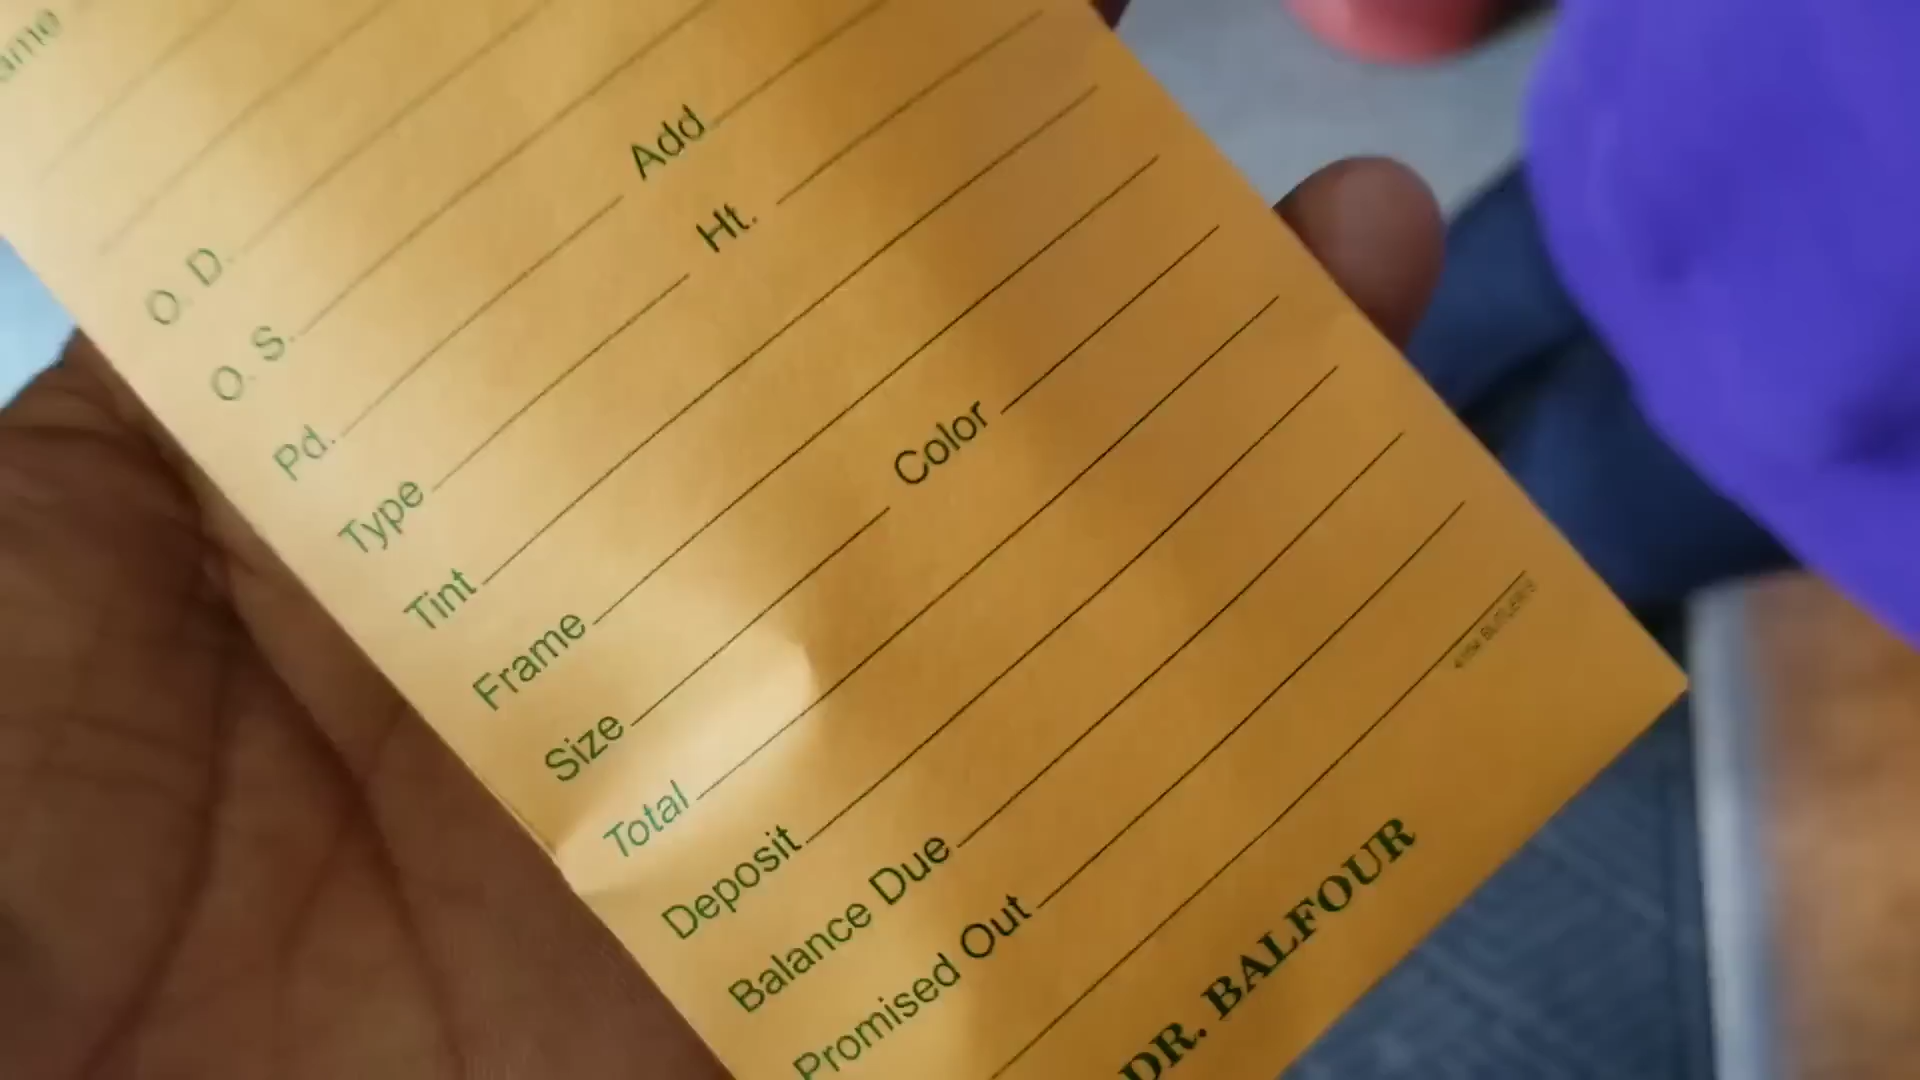 O. D.
O. S.
Pd. Add
Type Ht.
Tint
Frame
Size Color
Total
Deposit
Balance Due
Promised Out
DR. BALFOUR